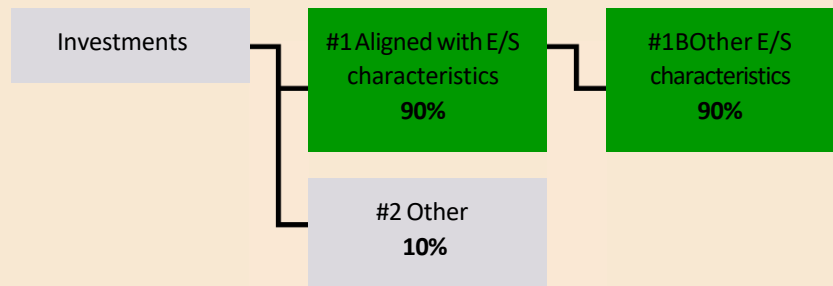 Investments
#1 Aligned with E/S
characteristics
90%
#1BOther E/S
characteristics
90%
#2 Other
10%